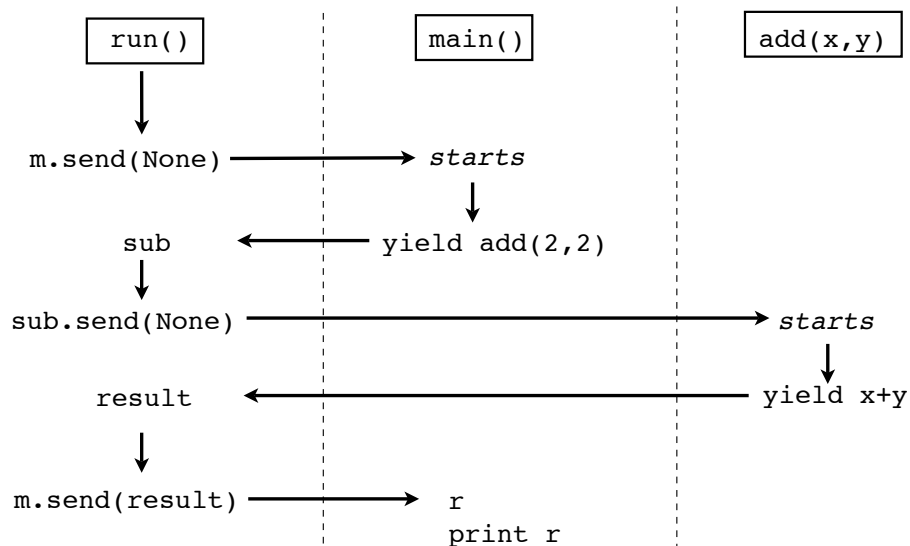 run() main() add(x,y)
m.send(None) starts
sub yield add(2,2)
sub.send(None) starts
result yield x+y
m.send(result) r
print r